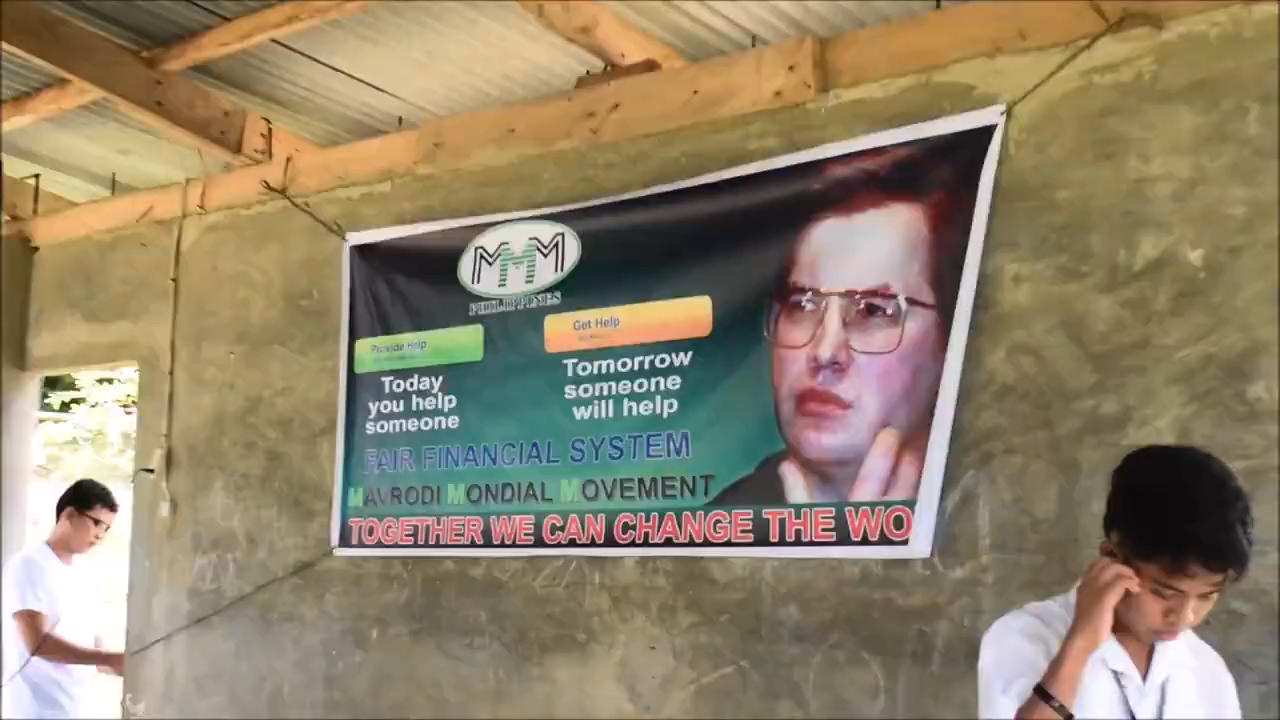 MMM
PHILIPPINES
Provide Help
Get Help
Today
you help
someone
Tomorrow
someone
will help
FAIR FINANCIAL SYSTEM
MAVRODI MONDIAL MOVEMENT
TOGETHER WE CAN CHANGE THE WO